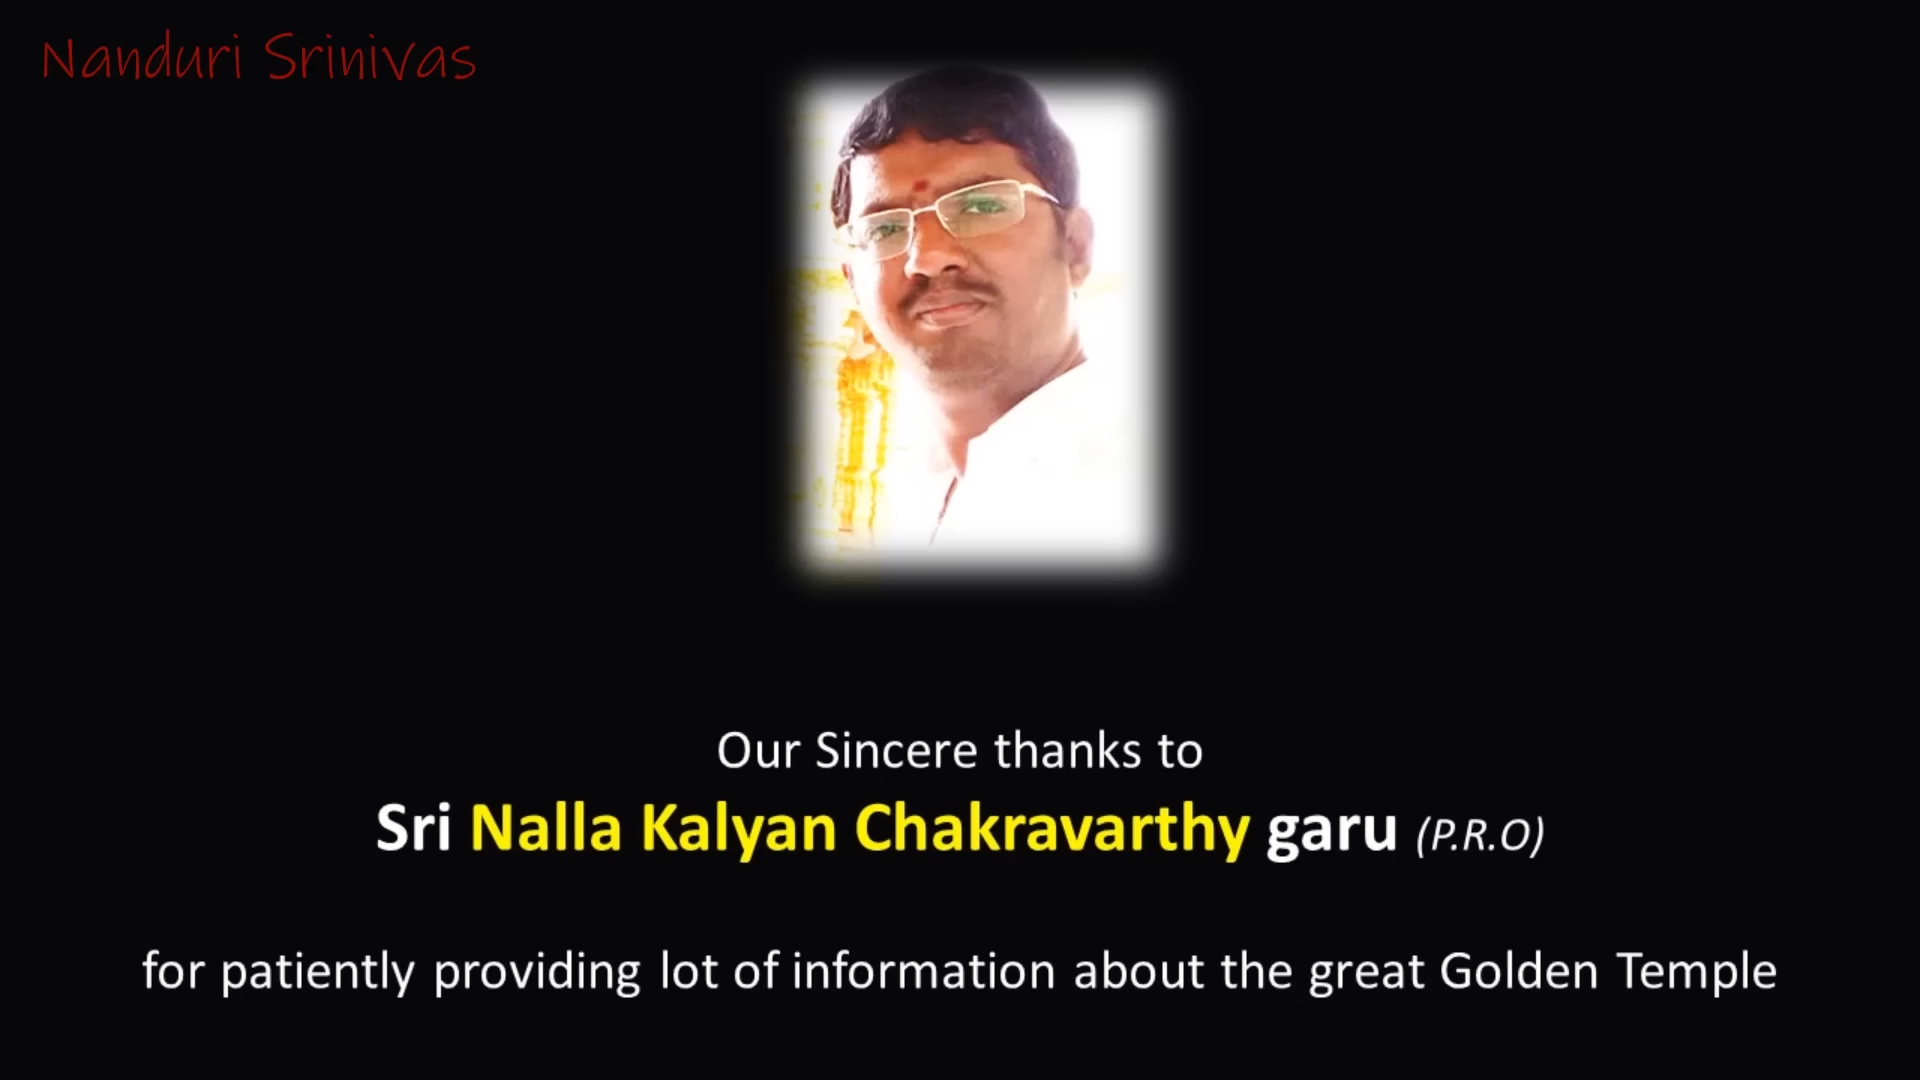 Nanduri Srinivas
Our Sincere thanks to
Sri Nalla Kalyan Chakravarthy garu (P.R.O)
for patiently providing lot of information about the great Golden Temple